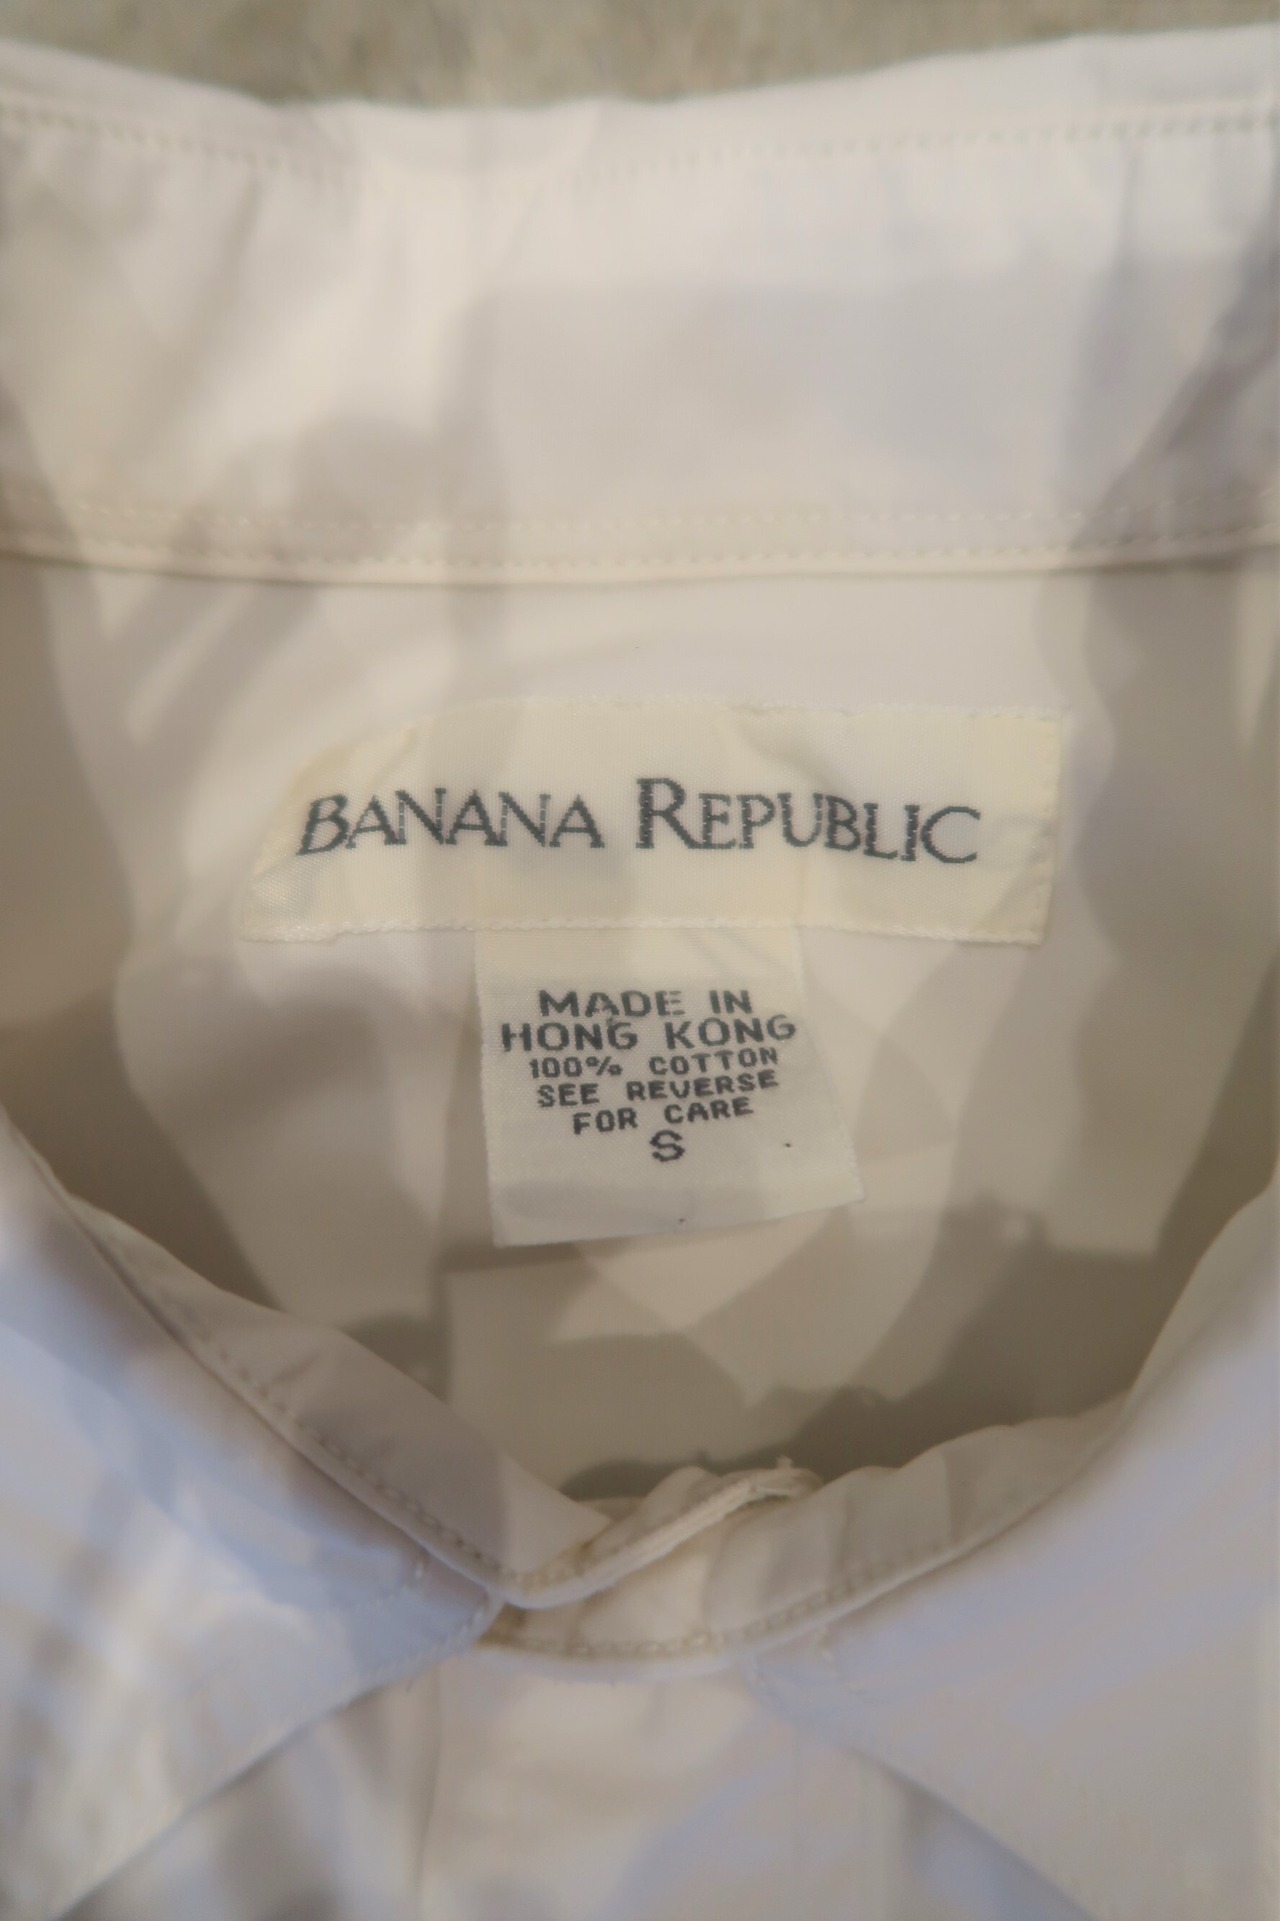 BANANA REPUBLIC
MADE IN
HONG KONG
100% COTTON
SEE REVERSE
FOR CARE
S